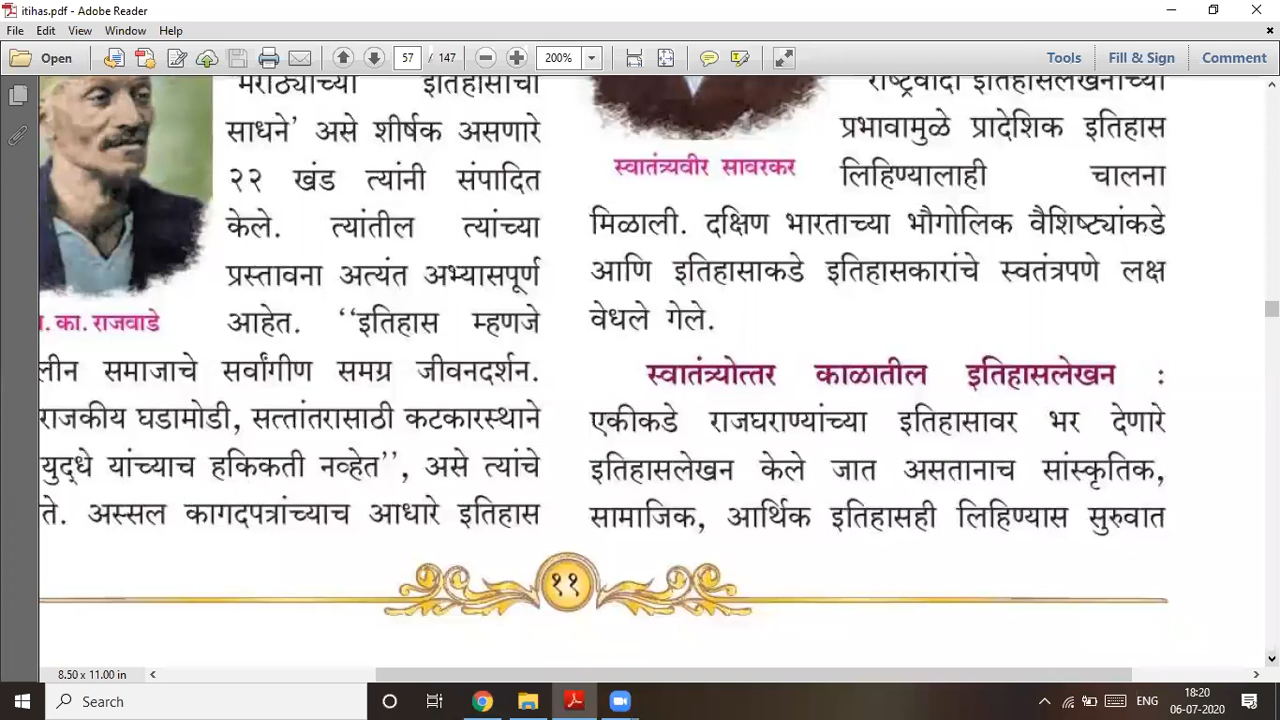 itihas.pdf - Adobe Reader
File Edit View Window Help
Open 57 / 147 200% Tools Fill & Sign Comment
मराठ्यांच्या इतिहासाची
साधने’ असे शीर्षक असणारे
२२ खंड त्यांनी संपादित
केले. त्यांतील त्यांच्या
प्रस्तावना अत्यंत अभ्यासपूर्ण
आहेत. ‘‘इतिहास म्हणजे
. का. राजवाडे
लीन समाजाचे सर्वांगीण समग्र जीवनदर्शन.
राजकीय घडामोडी, सत्तांतरासाठी कटकारस्थाने
युद्धे यांच्याच हकिकती नव्हेत’’, असे त्यांचे
ते. अस्सल कागदपत्रांच्याच आधारे इतिहास
राष्ट्रवादी इतिहासलेखनाच्या
प्रभावामुळे प्रादेशिक इतिहास
स्वातंत्र्यवीर सावरकर
लिहिण्यालाही चालना
मिळाली. दक्षिण भारताच्या भौगोलिक वैशिष्ट्यांकडे
आणि इतिहासाकडे इतिहासकारांचे स्वतंत्रपणे लक्ष
वेधले गेले.
स्वातंत्र्योत्तर काळातील इतिहासलेखन :
एकीकडे राजघराण्यांच्या इतिहासावर भर देणारे
इतिहासलेखन केले जात असतानाच सांस्कृतिक,
सामाजिक, आर्थिक इतिहासही लिहिण्यास सुरुवात
११
8.50 x 11.00 in
Search
ENG
18:20
06-07-2020